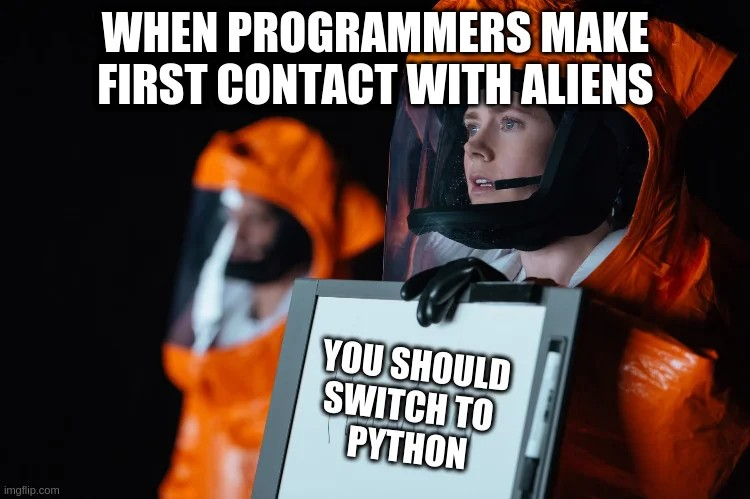 WHEN PROGRAMMERS MAKE
FIRST CONTACT WITH ALIENS
YOU SHOULD
SWITCH TO
PYTHON
imgflip.com